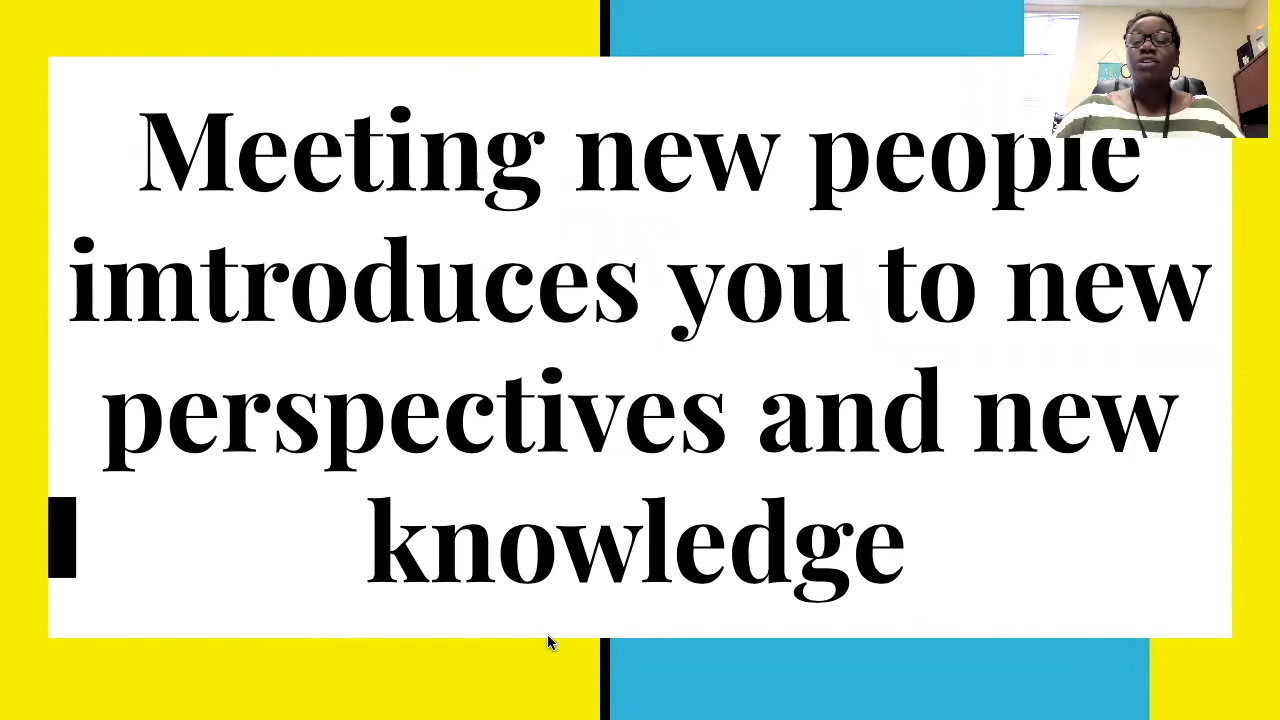 Meeting new people
imtroduces you to new
perspectives and new
knowledge